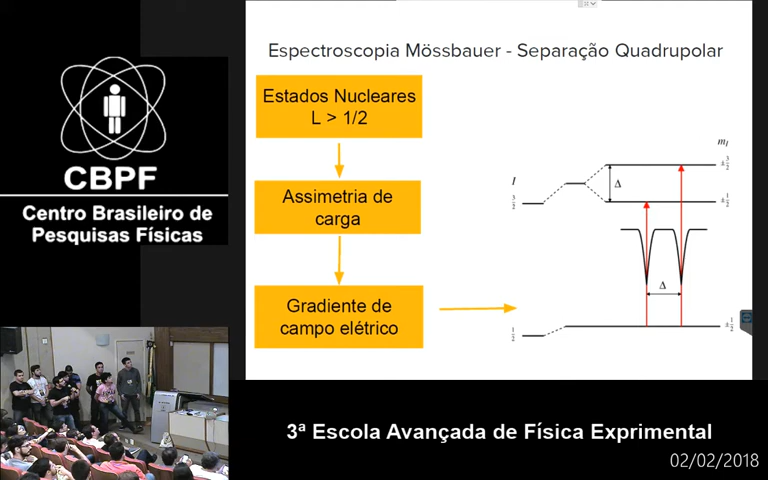 Espectroscopia Mössbauer - Separação Quadrupolar
Estados Nucleares
L > 1/2
Assimetria de
carga
Gradiente de
campo elétrico
m_I
I
3/2
± 3/2
Δ
± 1/2
Δ
1/2
± 1/2
CBPF
Centro Brasileiro de
Pesquisas Físicas
3ª Escola Avançada de Física Exprimental
02/02/2018